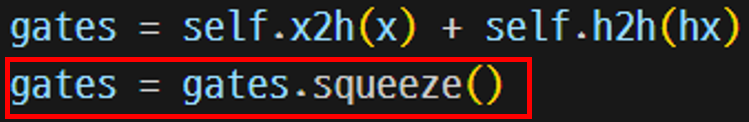 gates = self.x2h(x) + self.h2h(hx)
gates = gates.squeeze()